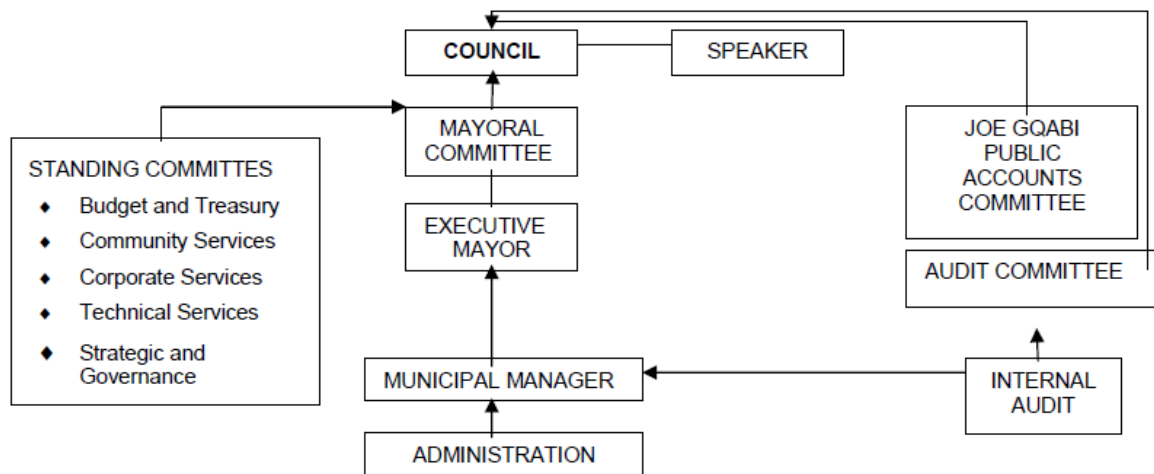 COUNCIL
SPEAKER
MAYORAL
COMMITTEE
JOE GQABI
PUBLIC
ACCOUNTS
COMMITTEE
STANDING COMMITTES
Budget and Treasury
Community Services
Corporate Services
Technical Services
Strategic and
Governance
EXECUTIVE
MAYOR
AUDIT COMMITTEE
MUNICIPAL MANAGER
INTERNAL
AUDIT
ADMINISTRATION